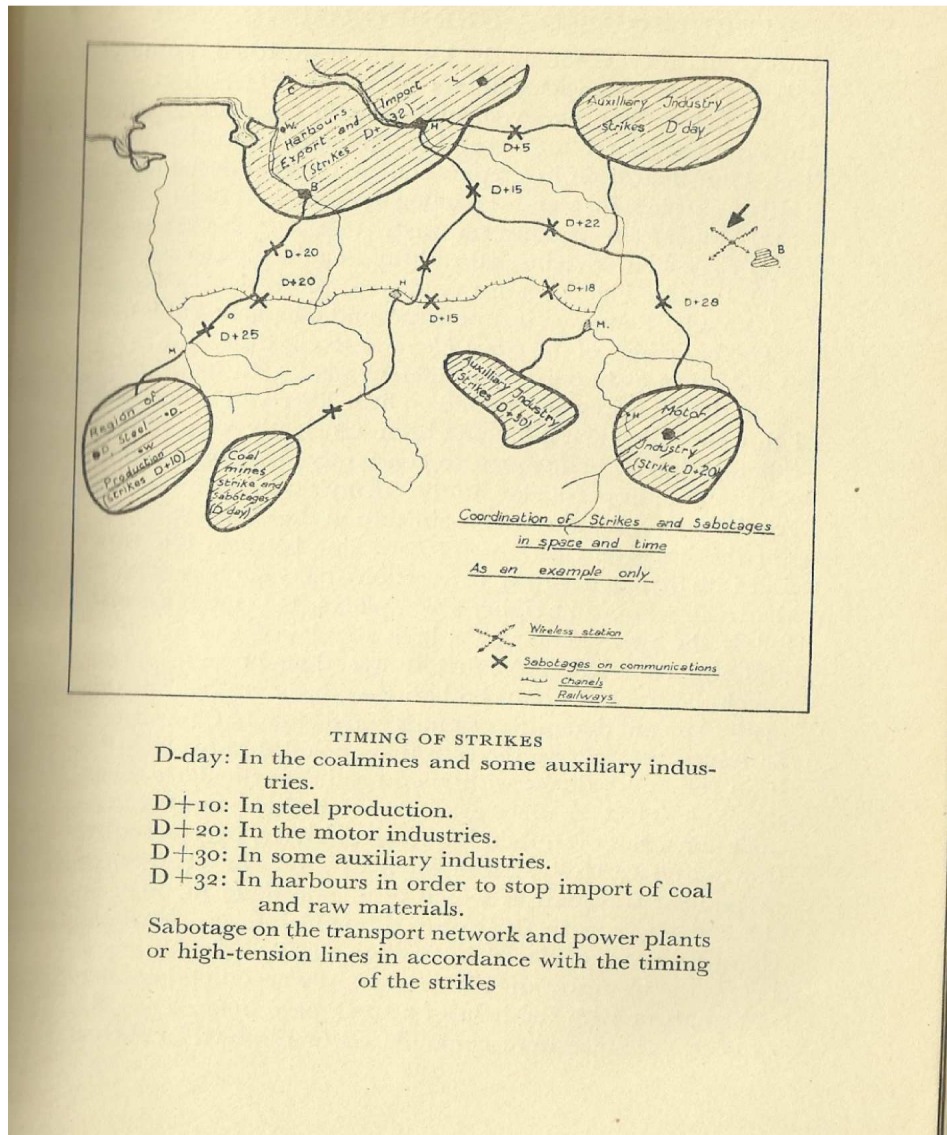 C
L
Import
W.
Harbours
Export and
(Strikes D+ 32)
H
B
Auxiliary Industry
strikes D day
D+5
D+15
D+22
B
D+20
D+20
H
D+18
D+28
D+15
D+25
H
M.
Region of
D.
Steel
W
Production
(Strikes D+10)
Coal
mines
Strike and
Sabotages
(D day)
Auxilliary Industry
(Strikes D+30)
H
Motor
Industry
(Strike D+20)
Coordination of Strikes and Sabotages
in space and time
As an example only
Wireless station
Sabotages on communications
Chanels
Railways
TIMING OF STRIKES
D-day: In the coalmines and some auxiliary indus-
tries.
D+10: In steel production.
D+20: In the motor industries.
D+30: In some auxiliary industries.
D+32: In harbours in order to stop import of coal
and raw materials.
Sabotage on the transport network and power plants
or high-tension lines in accordance with the timing
of the strikes